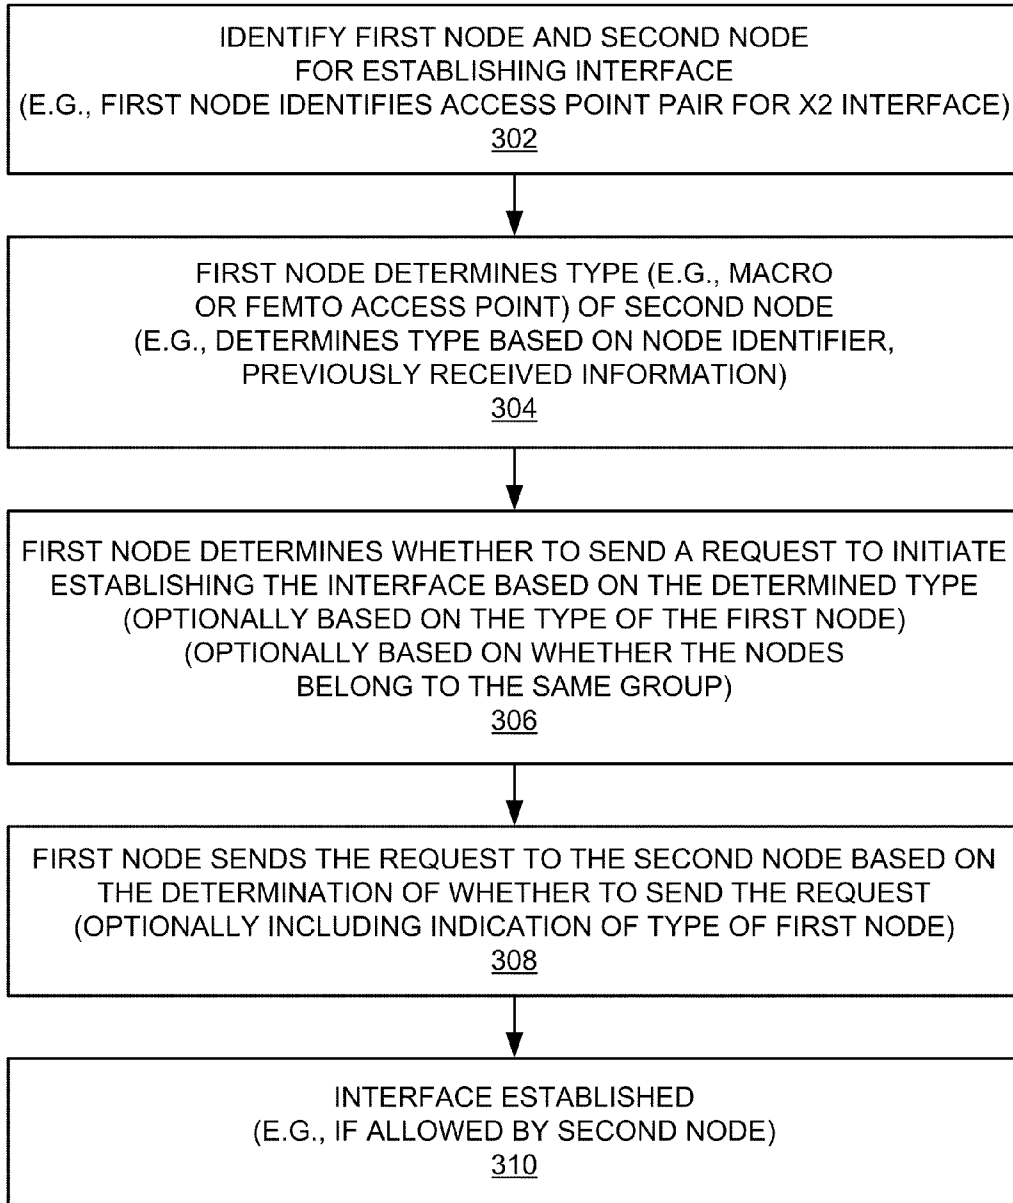 IDENTIFY FIRST NODE AND SECOND NODE
FOR ESTABLISHING INTERFACE
(E.G., FIRST NODE IDENTIFIES ACCESS POINT PAIR FOR X2 INTERFACE)
302
FIRST NODE DETERMINES TYPE (E.G., MACRO
OR FEMTO ACCESS POINT) OF SECOND NODE
(E.G., DETERMINES TYPE BASED ON NODE IDENTIFIER,
PREVIOUSLY RECEIVED INFORMATION)
304
FIRST NODE DETERMINES WHETHER TO SEND A REQUEST TO INITIATE
ESTABLISHING THE INTERFACE BASED ON THE DETERMINED TYPE
(OPTIONALLY BASED ON THE TYPE OF THE FIRST NODE)
(OPTIONALLY BASED ON WHETHER THE NODES
BELONG TO THE SAME GROUP)
306
FIRST NODE SENDS THE REQUEST TO THE SECOND NODE BASED ON
THE DETERMINATION OF WHETHER TO SEND THE REQUEST
(OPTIONALLY INCLUDING INDICATION OF TYPE OF FIRST NODE)
308
INTERFACE ESTABLISHED
(E.G., IF ALLOWED BY SECOND NODE)
310